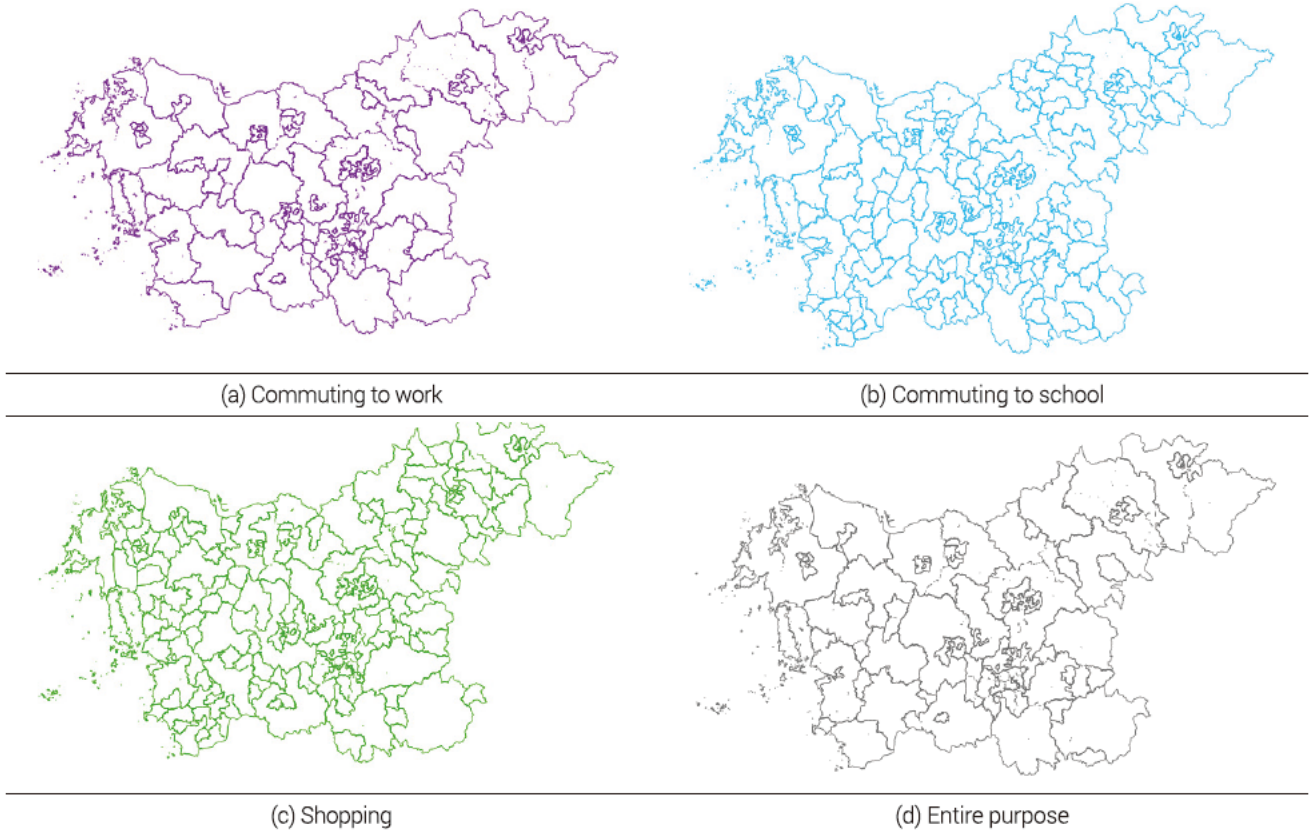 (a) Commuting to work
(b) Commuting to school
(c) Shopping
(d) Entire purpose